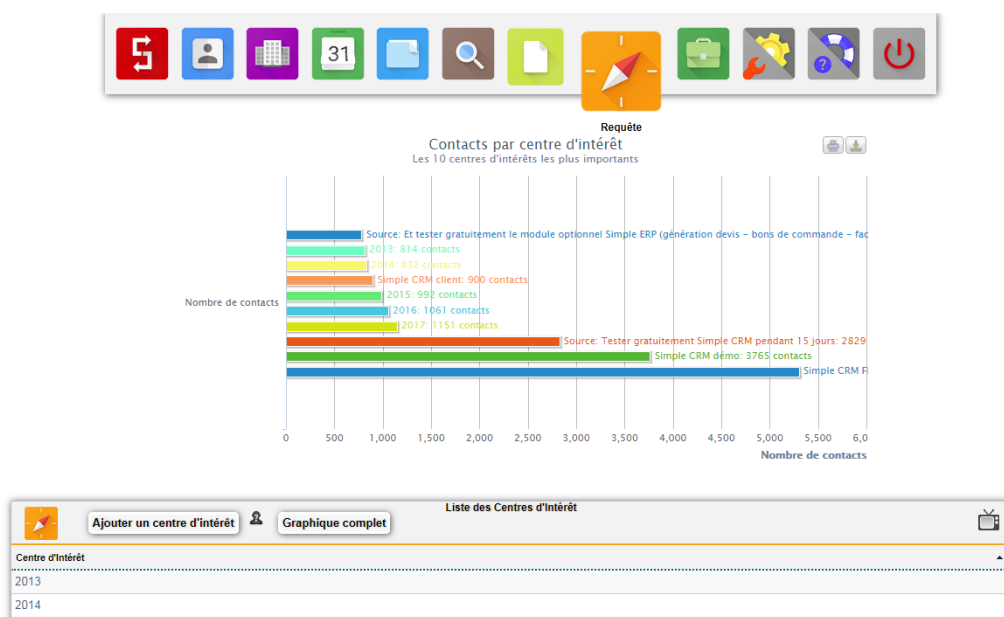 31
?
Requête
Contacts par centre d'intérêt
Les 10 centres d'intérêts les plus importants
Source: Et tester gratuitement le module optionnel Simple ERP (génération devis - bons de commande - fac
2013: 814 contacts
2014: 832 contacts
Simple CRM client: 900 contacts
2015: 992 contacts
Nombre de contacts
2016: 1061 contacts
2017: 1151 contacts
Source: Tester gratuitement Simple CRM pendant 15 jours: 2829
Simple CRM démo: 3765 contacts
Simple CRM F
0 500 1,000 1,500 2,000 2,500 3,000 3,500 4,000 4,500 5,000 5,500 6,0
Nombre de contacts
Liste des Centres d'Intérêt
Ajouter un centre d'intérêt Graphique complet
Centre d'Intérêt
2013
2014